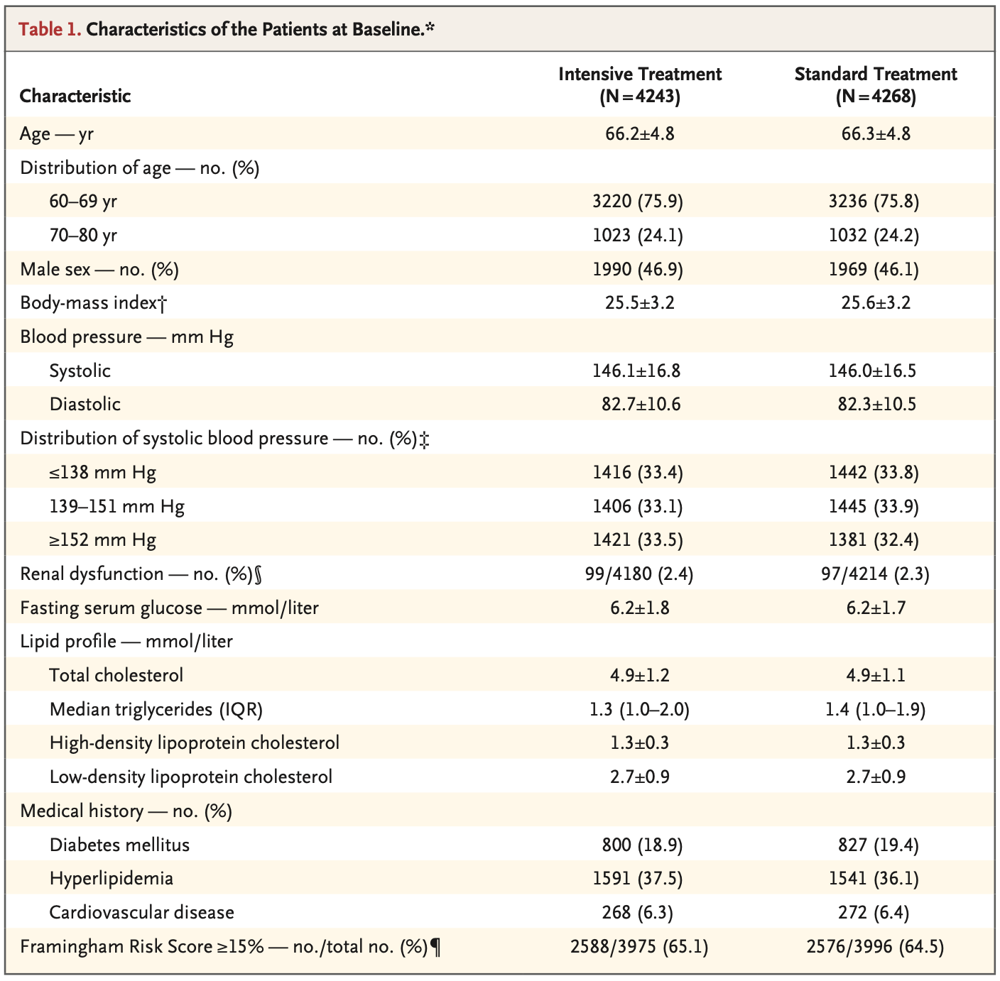 Table 1. Characteristics of the Patients at Baseline.*
Characteristic Intensive Treatment (N=4243) Standard Treatment (N=4268)
Age — yr 66.2±4.8 66.3±4.8
Distribution of age — no. (%)
60–69 yr 3220 (75.9) 3236 (75.8)
70–80 yr 1023 (24.1) 1032 (24.2)
Male sex — no. (%) 1990 (46.9) 1969 (46.1)
Body-mass index† 25.5±3.2 25.6±3.2
Blood pressure — mm Hg
Systolic 146.1±16.8 146.0±16.5
Diastolic 82.7±10.6 82.3±10.5
Distribution of systolic blood pressure — no. (%)‡
≤138 mm Hg 1416 (33.4) 1442 (33.8)
139–151 mm Hg 1406 (33.1) 1445 (33.9)
≥152 mm Hg 1421 (33.5) 1381 (32.4)
Renal dysfunction — no. (%)§ 99/4180 (2.4) 97/4214 (2.3)
Fasting serum glucose — mmol/liter 6.2±1.8 6.2±1.7
Lipid profile — mmol/liter
Total cholesterol 4.9±1.2 4.9±1.1
Median triglycerides (IQR) 1.3 (1.0–2.0) 1.4 (1.0–1.9)
High-density lipoprotein cholesterol 1.3±0.3 1.3±0.3
Low-density lipoprotein cholesterol 2.7±0.9 2.7±0.9
Medical history — no. (%)
Diabetes mellitus 800 (18.9) 827 (19.4)
Hyperlipidemia 1591 (37.5) 1541 (36.1)
Cardiovascular disease 268 (6.3) 272 (6.4)
Framingham Risk Score ≥15% — no./total no. (%)¶ 2588/3975 (65.1) 2576/3996 (64.5)